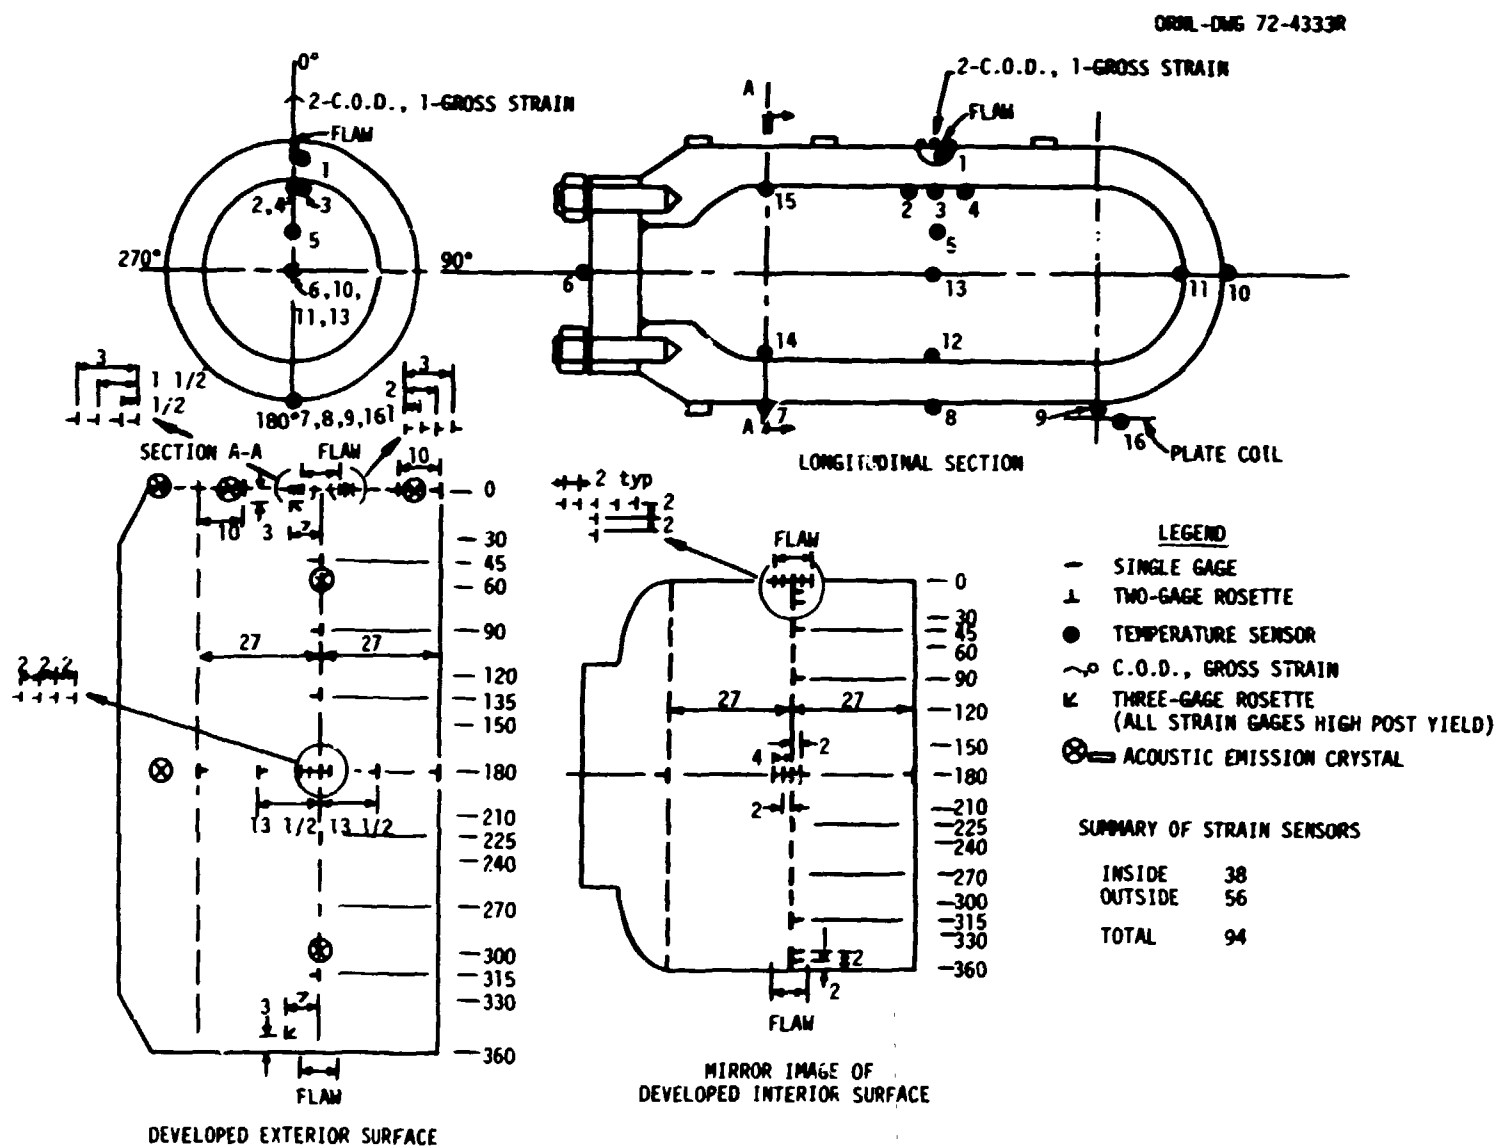 ORNL-DWG 72-4333R
0°
2-C.O.D., 1-GROSS STRAIN
FLAW
1
2,4
3
5
270°
90°
6,10,
11,13
180°
7,8,9,16
SECTION A-A
3
1 1/2
1/2
3
2
1
A
2-C.O.D., 1-GROSS STRAIN
FLAW
1
15
2
3
4
5
6
13
11
10
14
12
A
7
8
9
16
PLATE COIL
LONGITUDINAL SECTION
FLAW
10
10
3
7
27
27
2 2 2
13 1/2
13 1/2
3
7
FLAW
0
30
45
60
90
120
135
150
180
210
225
240
270
300
315
330
360
DEVELOPED EXTERIOR SURFACE
2 typ
2
2
FLAW
27
27
4
2
2
2
2
FLAW
0
30
45
60
90
120
150
180
210
225
240
270
300
315
330
360
MIRROR IMAGE OF
DEVELOPED INTERIOR SURFACE
LEGEND
SINGLE GAGE
TWO-GAGE ROSETTE
TEMPERATURE SENSOR
C.O.D., GROSS STRAIN
THREE-GAGE ROSETTE
(ALL STRAIN GAGES HIGH POST YIELD)
ACOUSTIC EMISSION CRYSTAL
SUMMARY OF STRAIN SENSORS
INSIDE 38
OUTSIDE 56
TOTAL 94